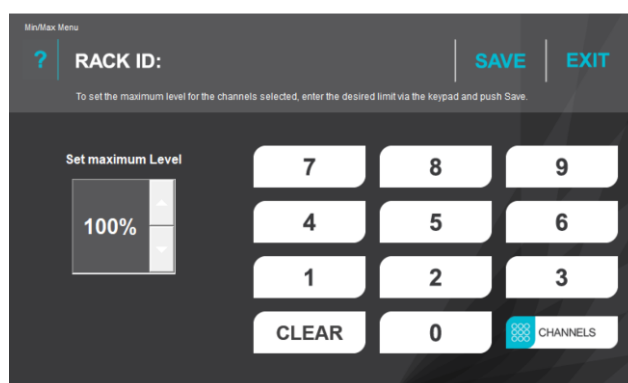 Min/Max Menu
? RACK ID: SAVE EXIT
To set the maximum level for the channels selected, enter the desired limit via the keypad and push Save.
Set maximum Level
100%
7 8 9
4 5 6
1 2 3
CLEAR 0 CHANNELS